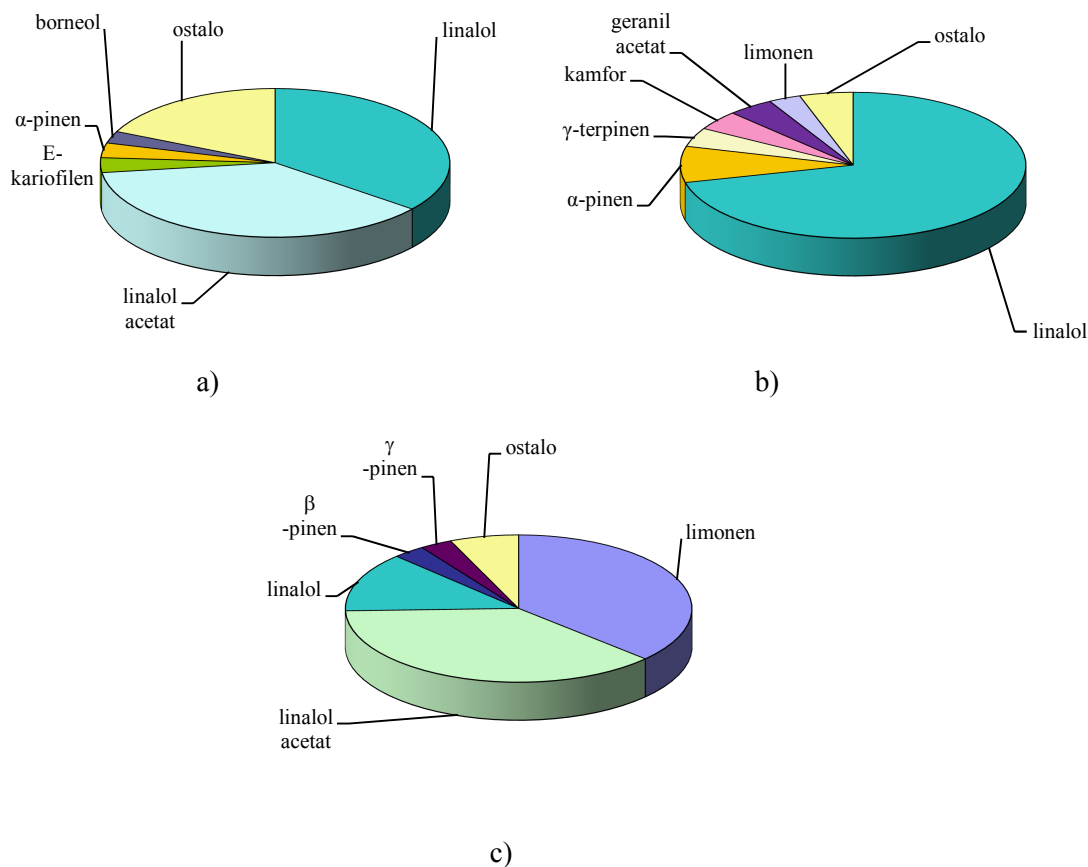 borneol
ostalo
linalol
α-pinen
E-
kariofilen
linalol
acetat
a)
geranil
acetat
limonen
ostalo
kamfor
γ-terpinen
α-pinen
linalol
b)
γ
-pinen
ostalo
β
-pinen
limonen
linalol
linalol
acetat
c)